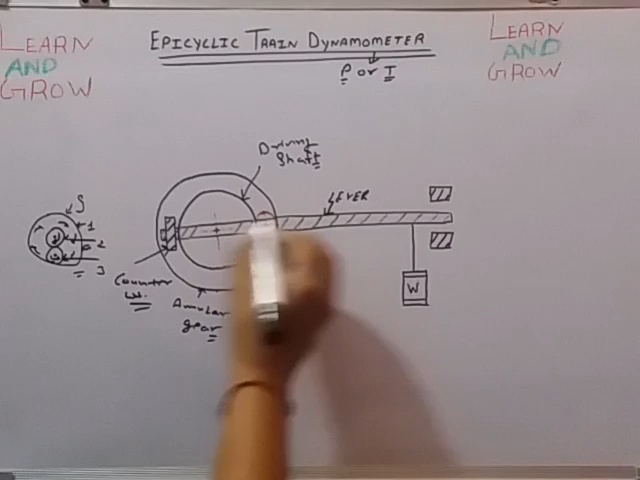 LEARN
AND
GROW
EPICYCLIC TRAIN DYNAMOMETER
P or T
LEARN
AND
GROW
Driving
Shaft
LEVER
S
1
2
P
3
Counter
wt.
Annular
gear
W